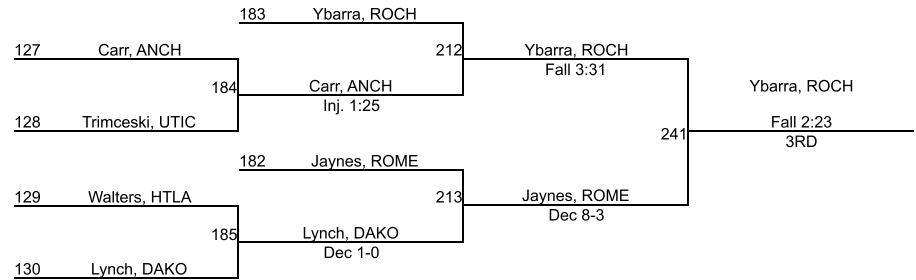 183 Ybarra, ROCH
127 Carr, ANCH
212 Ybarra, ROCH
Fall 3:31
184 Carr, ANCH
Inj. 1:25
Ybarra, ROCH
128 Trimceski, UTIC
241 Fall 2:23
3RD
182 Jaynes, ROME
129 Walters, HTLA
213 Jaynes, ROME
Dec 8-3
185 Lynch, DAKO
Dec 1-0
130 Lynch, DAKO